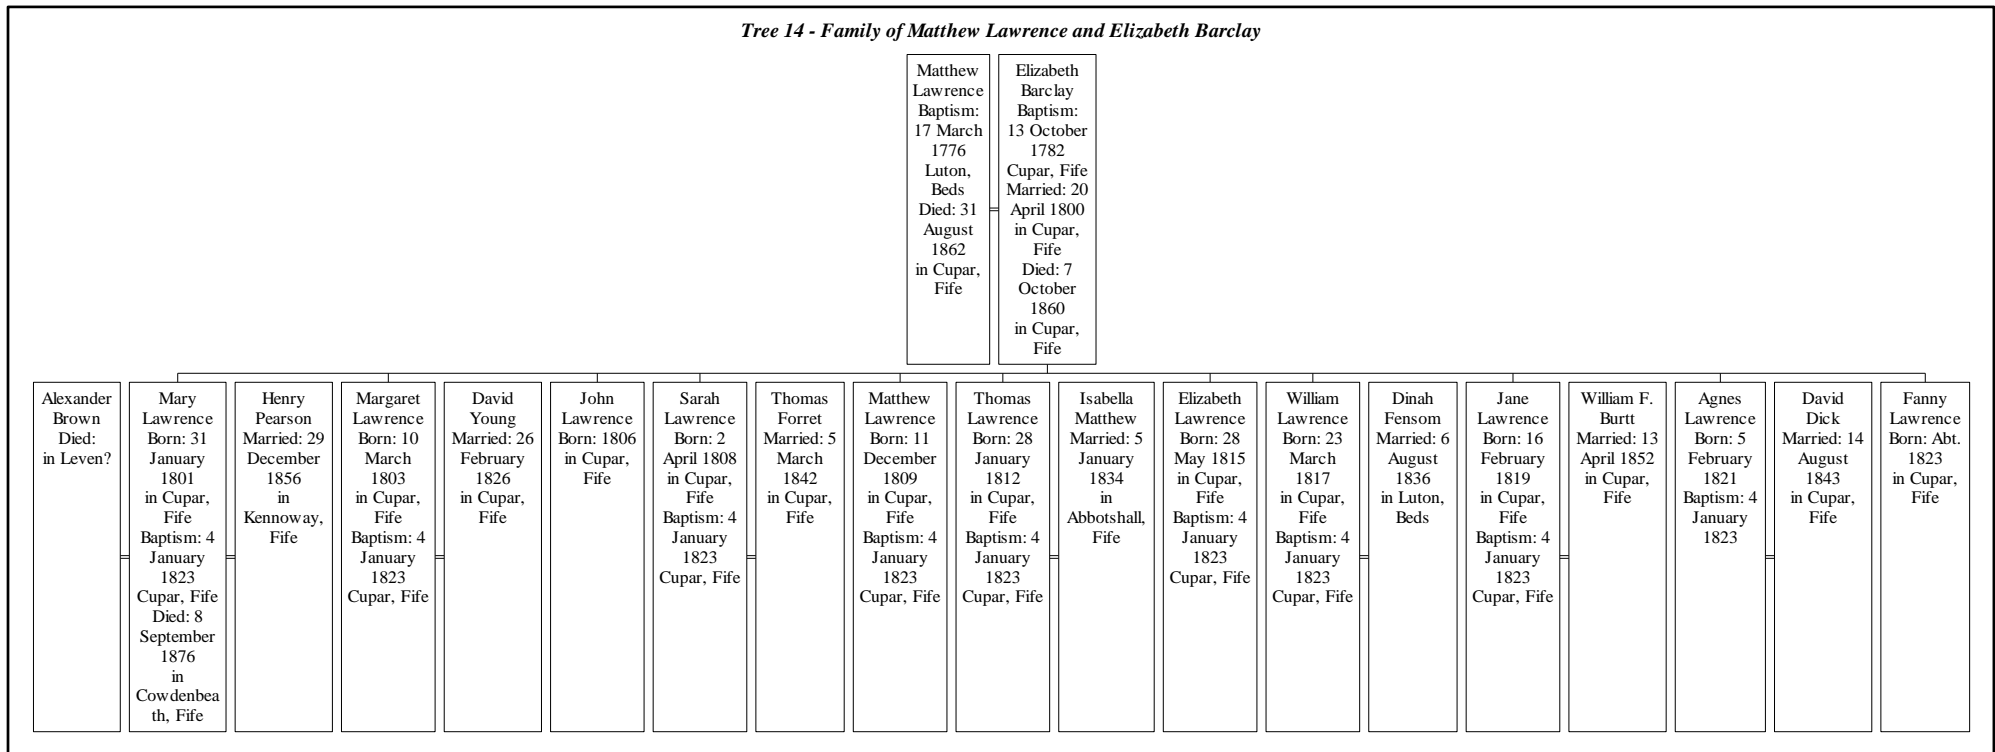 Tree 14 - Family of Matthew Lawrence and Elizabeth Barclay
Matthew
Lawrence
Baptism:
17 March
1776
Luton,
Beds
Died: 31
August
1862
in Cupar,
Fife
Elizabeth
Barclay
Baptism:
13 October
1782
Cupar, Fife
Married: 20
April 1800
in Cupar,
Fife
Died: 7
October
1860
in Cupar,
Fife
Alexander
Brown
Died:
in Leven?
Mary
Lawrence
Born: 31
January
1801
in Cupar,
Fife
Baptism: 4
January
1823
Cupar, Fife
Died: 8
September
1876
in
Cowdenbea
th, Fife
Henry
Pearson
Married: 29
December
1856
in
Kennoway,
Fife
Margaret
Lawrence
Born: 10
March
1803
in Cupar,
Fife
Baptism: 4
January
1823
Cupar, Fife
David
Young
Married: 26
February
1826
in Cupar,
Fife
John
Lawrence
Born: 1806
in Cupar,
Fife
Sarah
Lawrence
Born: 2
April 1808
in Cupar,
Fife
Baptism: 4
January
1823
Cupar, Fife
Thomas
Forret
Married: 5
March
1842
in Cupar,
Fife
Matthew
Lawrence
Born: 11
December
1809
in Cupar,
Fife
Baptism: 4
January
1823
Cupar, Fife
Thomas
Lawrence
Born: 28
January
1812
in Cupar,
Fife
Baptism: 4
January
1823
Cupar, Fife
Isabella
Matthew
Married: 5
January
1834
in
Abbotshall,
Fife
Elizabeth
Lawrence
Born: 28
May 1815
in Cupar,
Fife
Baptism: 4
January
1823
Cupar, Fife
William
Lawrence
Born: 23
March
1817
in Cupar,
Fife
Baptism: 4
January
1823
Cupar, Fife
Dinah
Fensom
Married: 6
August
1836
in Luton,
Beds
Jane
Lawrence
Born: 16
February
1819
in Cupar,
Fife
Baptism: 4
January
1823
Cupar, Fife
William F.
Burtt
Married: 13
April 1852
in Cupar,
Fife
Agnes
Lawrence
Born: 5
February
1821
Baptism: 4
January
1823
David
Dick
Married: 14
August
1843
in Cupar,
Fife
Fanny
Lawrence
Born: Abt.
1823
in Cupar,
Fife